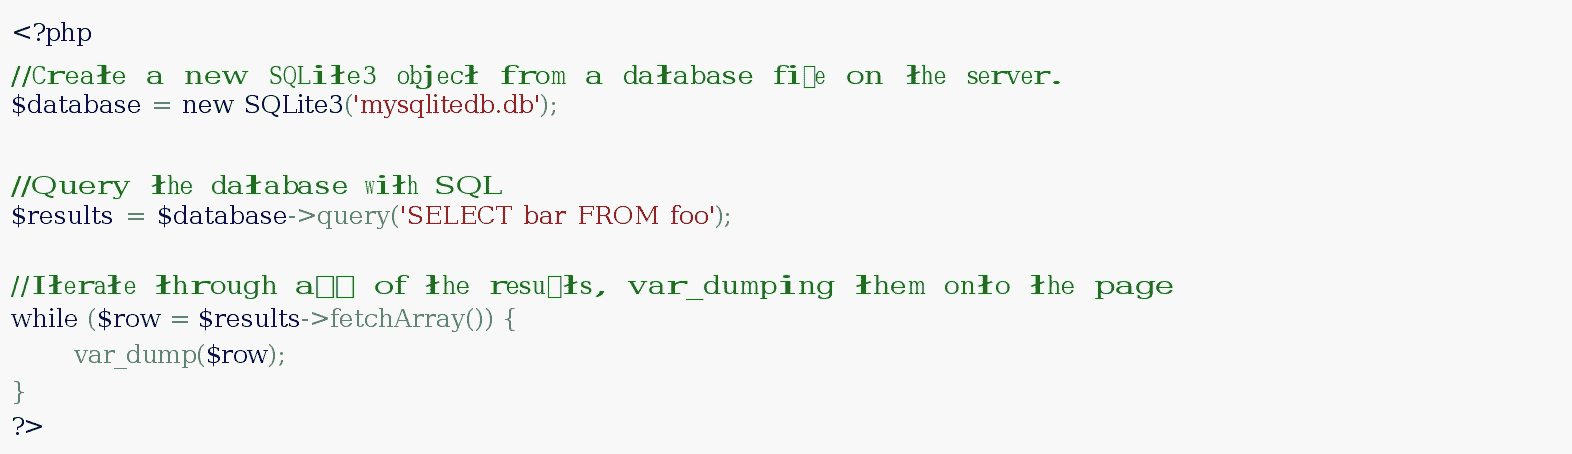 <?php
//Create a new SQLite3 object from a database file on the server.
$database = new SQLite3('mysqlitedb.db');
//Query the database with SQL
$results = $database->query('SELECT bar FROM foo');
//Iterate through all of the results, var_dumping them onto the page
while ($row = $results->fetchArray()) {
var_dump($row);
}
?>